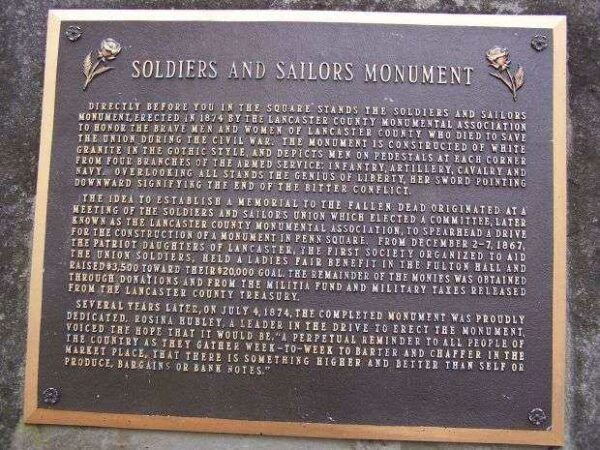 SOLDIERS AND SAILORS MONUMENT
DIRECTLY BEFORE YOU IN THE SQUARE STANDS THE SOLDIERS AND SAILORS
MONUMENT, ERECTED IN 1874 BY THE LANCASTER COUNTY MONUMENTAL ASSOCIATION
TO HONOR THE BRAVE MEN AND WOMEN OF LANCASTER COUNTY WHO DIED TO SAVE
THE UNION DURING THE CIVIL WAR. THE MONUMENT IS CONSTRUCTED OF WHITE
GRANITE IN THE GOTHIC STYLE, AND DEPICTS MEN ON PEDESTALS AT EACH CORNER
FROM FOUR BRANCHES OF THE ARMED SERVICE: INFANTRY, ARTILLERY, CAVALRY AND
NAVY. OVERLOOKING ALL STANDS THE GENIUS OF LIBERTY, HER SWORD POINTING
DOWNWARD SIGNIFYING THE END OF THE BITTER CONFLICT.
THE IDEA TO ESTABLISH A MEMORIAL TO THE FALLEN DEAD ORIGINATED AT A
MEETING OF THE SOLDIERS AND SAILORS UNION WHICH ELECTED A COMMITTEE, LATER
KNOWN AS THE LANCASTER COUNTY MONUMENTAL ASSOCIATION, TO SPEARHEAD A DRIVE
FOR THE CONSTRUCTION OF A MONUMENT IN PENN SQUARE. FROM DECEMBER 2-7, 1867,
THE PATRIOT DAUGHTERS OF LANCASTER, THE FIRST SOCIETY ORGANIZED TO AID
THE UNION SOLDIERS, HELD A LADIES FAIR BENEFIT IN THE FULTON HALL AND
RAISED $3,500 TOWARD THEIR $20,000 GOAL. THE REMAINDER OF THE MONIES WAS OBTAINED
THROUGH DONATIONS AND FROM THE MILITIA FUND AND MILITARY TAXES RELEASED
FROM THE LANCASTER COUNTY TREASURY.
SEVERAL YEARS LATER, ON JULY 4, 1874, THE COMPLETED MONUMENT WAS PROUDLY
DEDICATED. ROSINA HUBLEY, A LEADER IN THE DRIVE TO ERECT THE MONUMENT,
VOICED THE HOPE THAT IT WOULD BE, "A PERPETUAL REMINDER TO ALL PEOPLE OF
THE COUNTRY AS THEY GATHER WEEK-TO-WEEK TO BARTER AND CHAFFER IN THE
MARKET PLACE, THAT THERE IS SOMETHING HIGHER AND BETTER THAN SELF OR
PRODUCE, BARGAINS OR BANK NOTES."